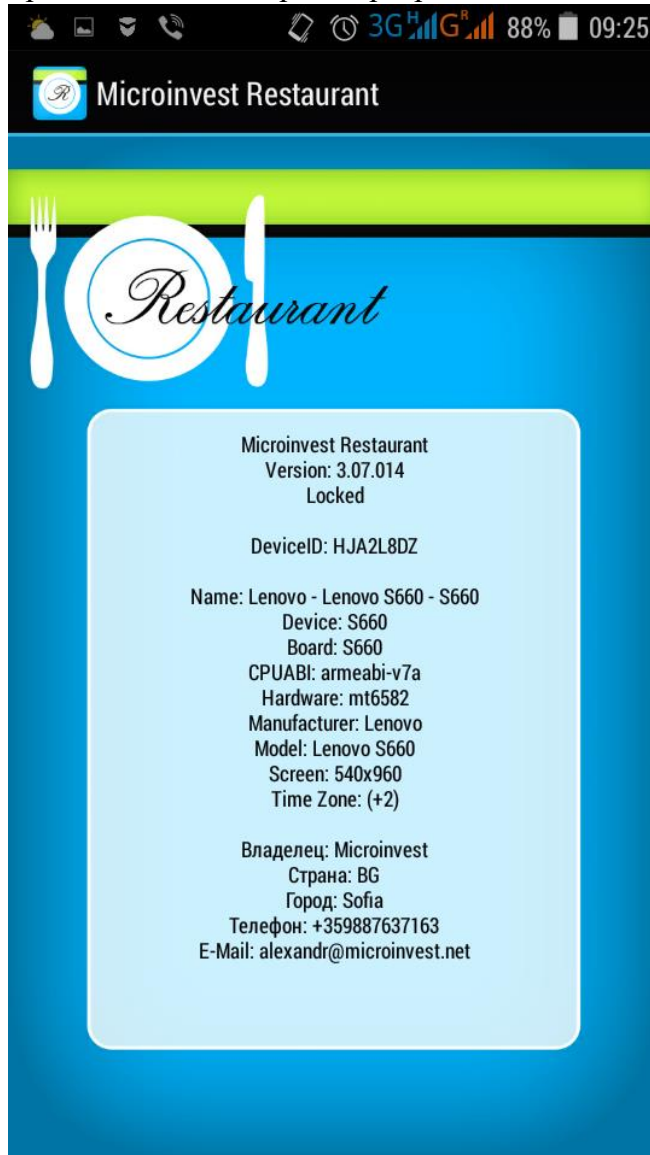 3G H G R 88% 09:25
Microinvest Restaurant
Restaurant
Microinvest Restaurant
Version: 3.07.014
Locked
DeviceID: HJA2L8DZ
Name: Lenovo - Lenovo S660 - S660
Device: S660
Board: S660
CPUABI: armeabi-v7a
Hardware: mt6582
Manufacturer: Lenovo
Model: Lenovo S660
Screen: 540x960
Time Zone: (+2)
Владелец: Microinvest
Страна: BG
Город: Sofia
Телефон: +359887637163
E-Mail: alexandr@microinvest.net